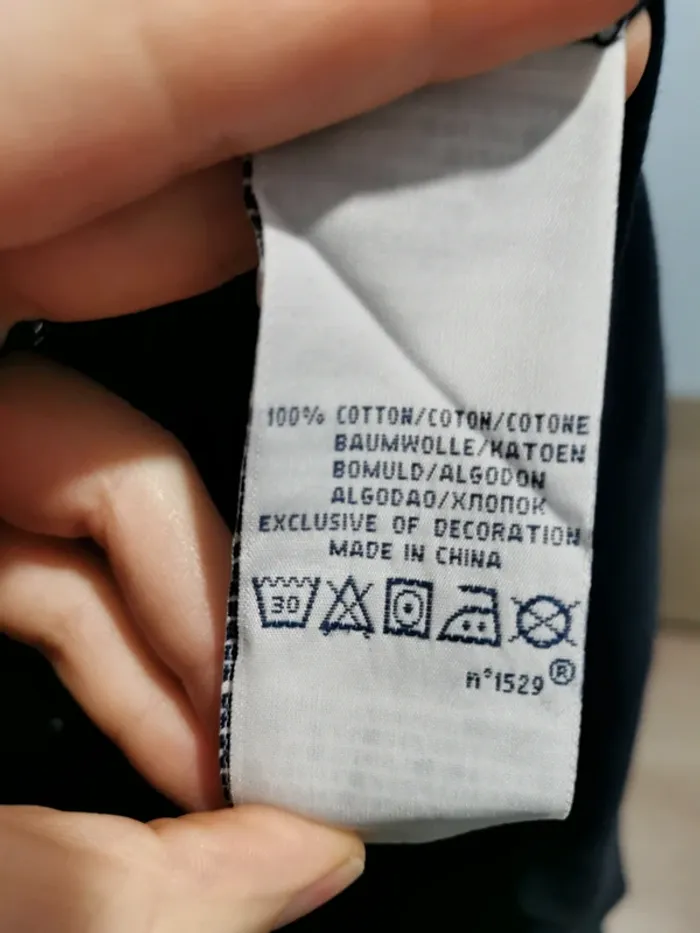 100% COTTON/COTON/COTONE
BAUMWOLLE/KATOEN
BOMULD/ALGODON
ALGODAO/ХЛОПОК
EXCLUSIVE OF DECORATION
MADE IN CHINA
30
n°1529®